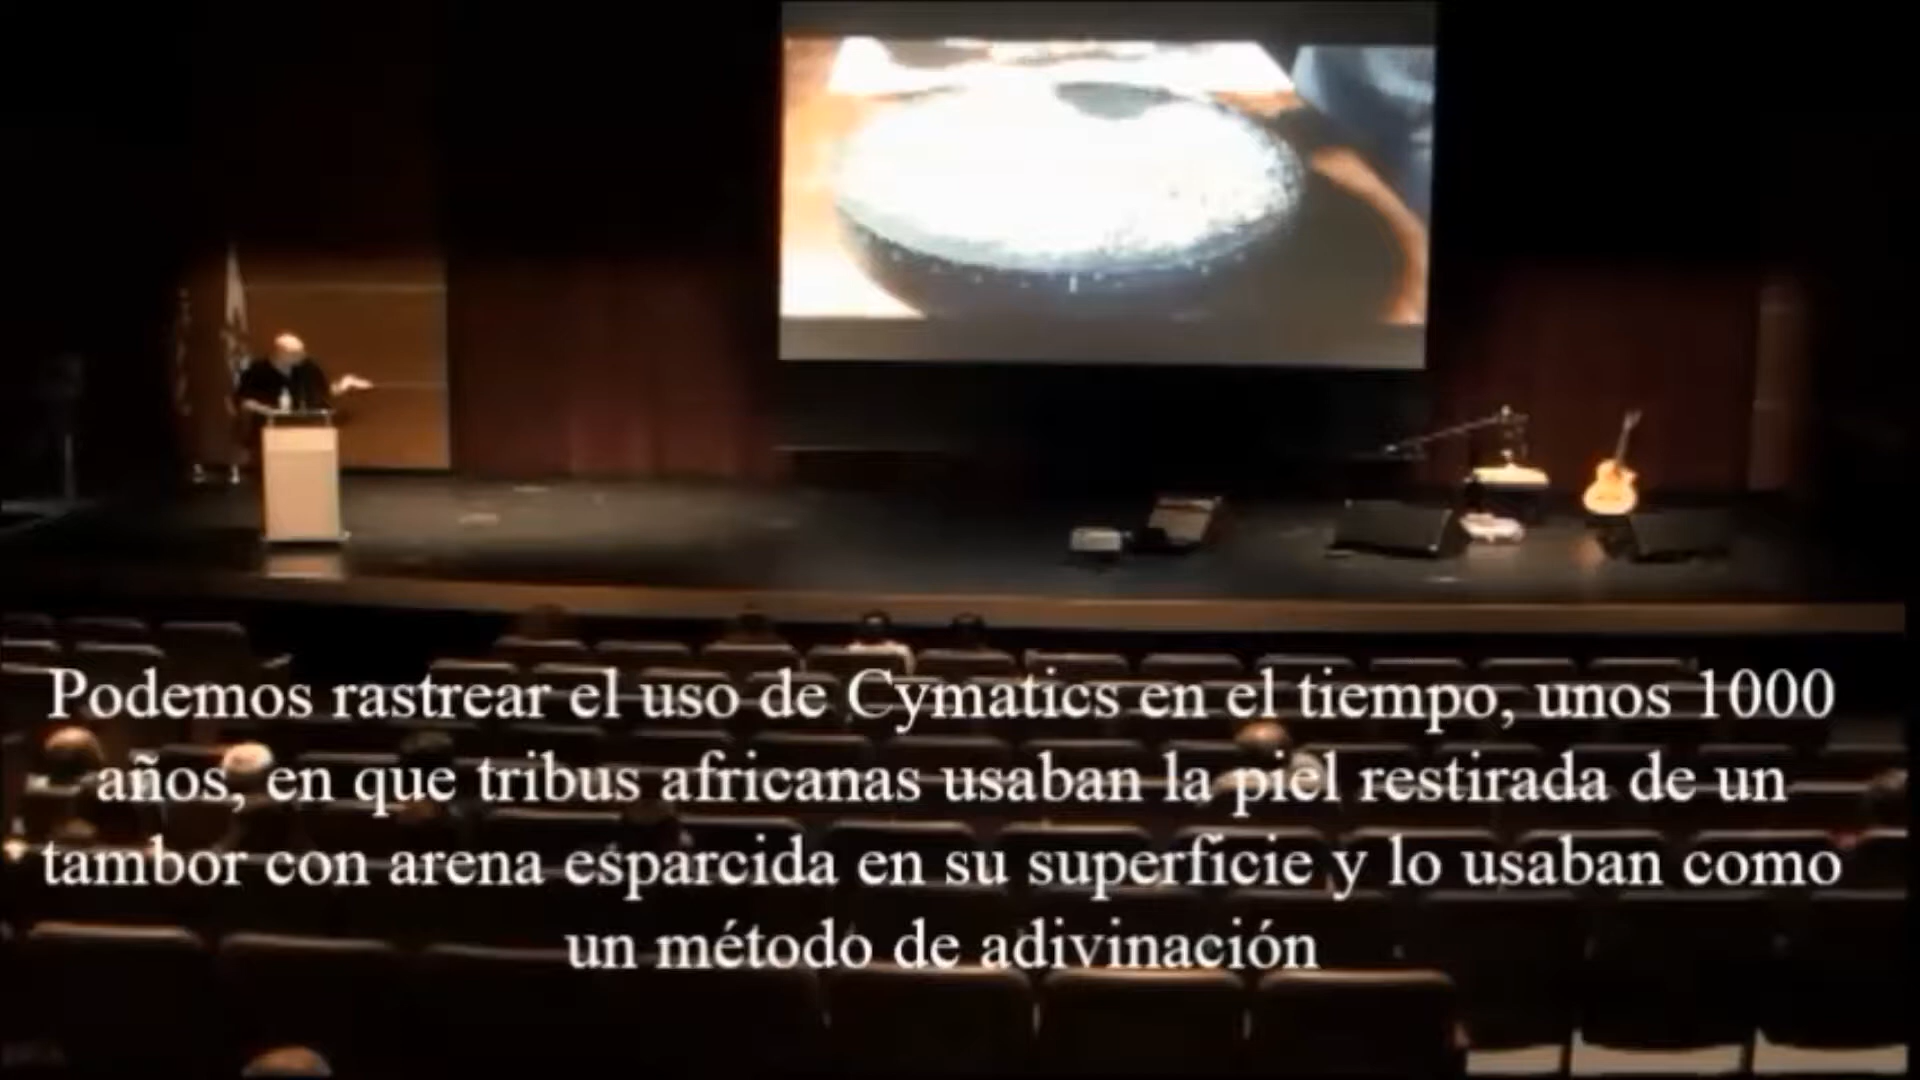 Podemos rastrear el uso de Cymatics en el tiempo, unos 1000
años, en que tribus africanas usaban la piel restirada de un
tambor con arena esparcida en su superficie y lo usaban como
un método de adivinación